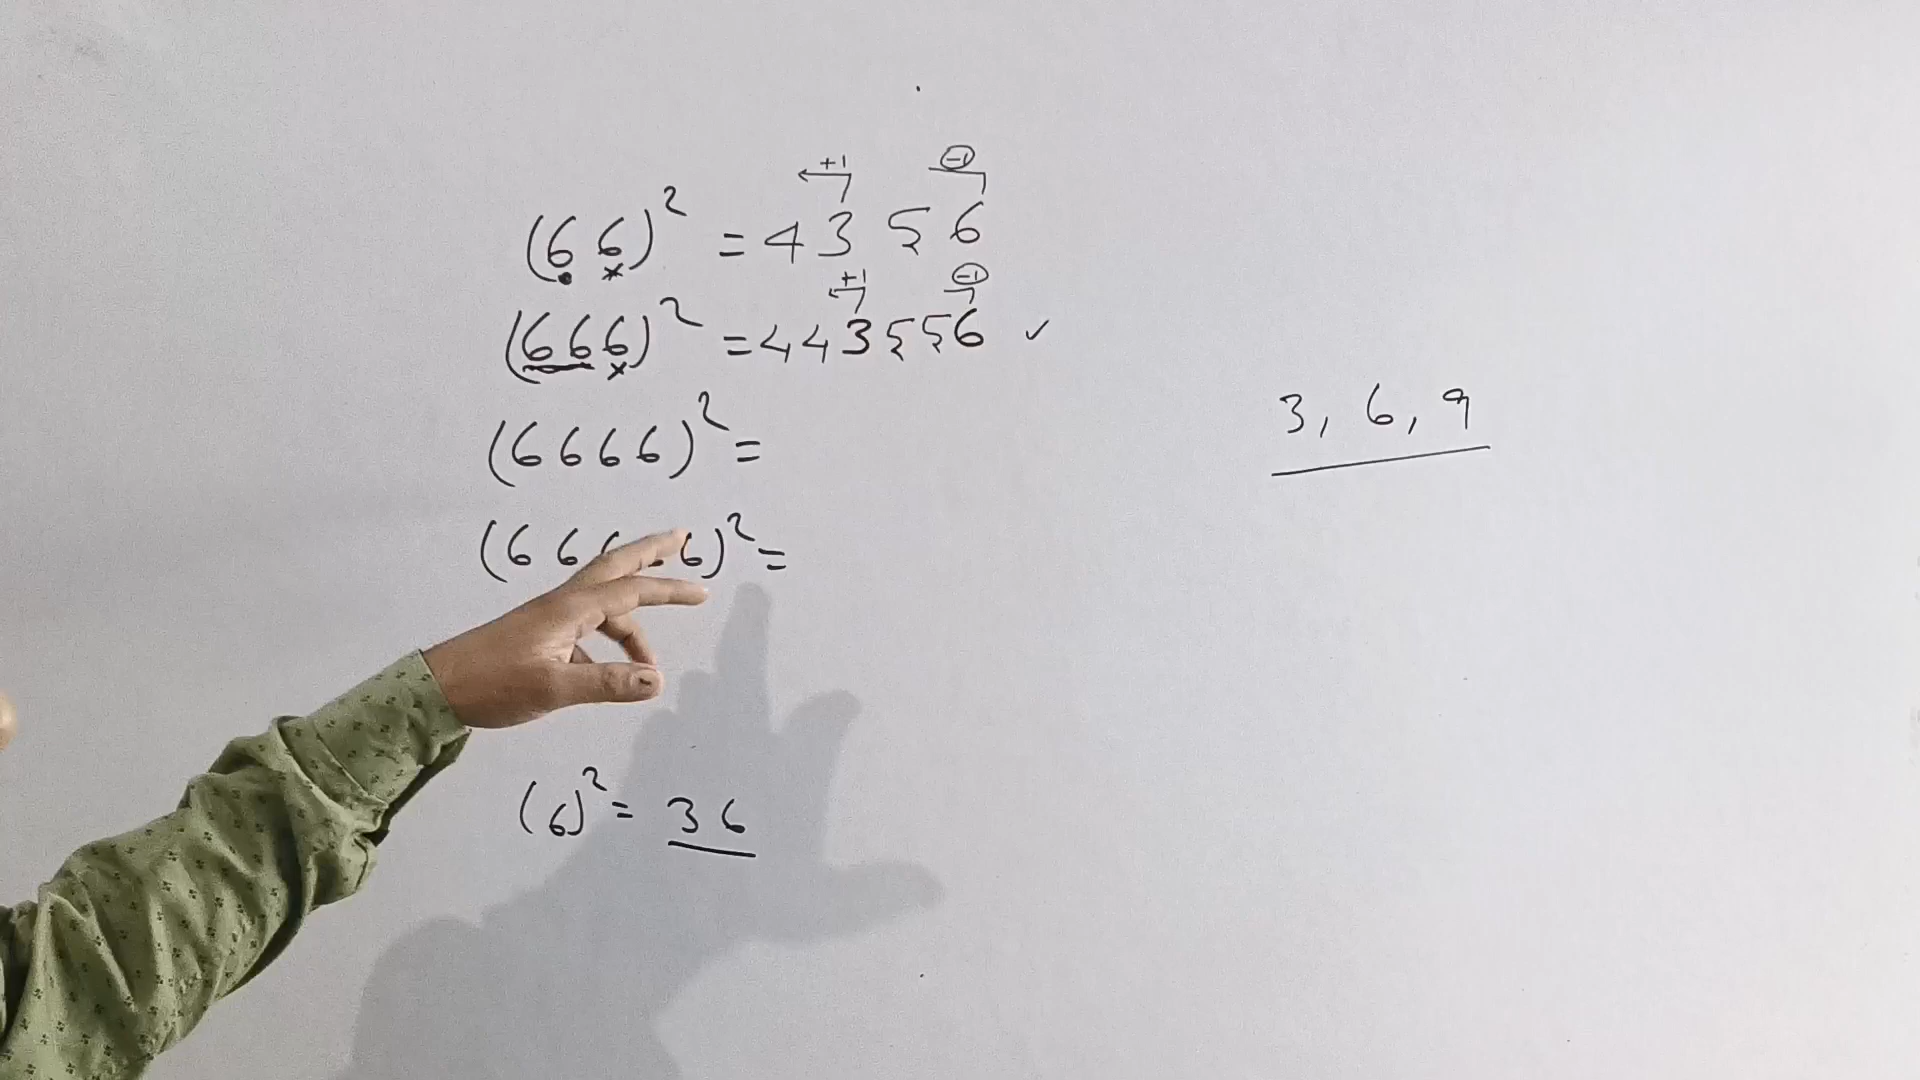 +1 -1
(66)² = 4356
+1 -1
(666)² = 443556 ✓
(6666)² =
(66 6)² =
3, 6, 9
(6)² = 36